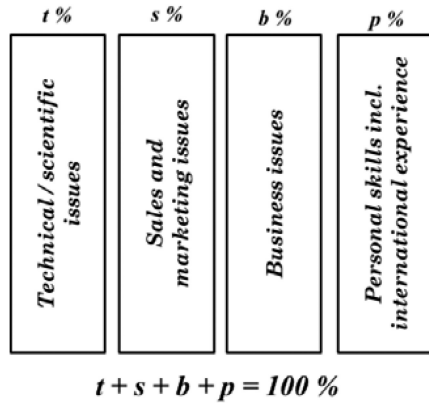 t %
s %
b %
p %
Technical / scientific
issues
Sales and
marketing issues
Business issues
Personal skills incl.
international experience
t + s + b + p = 100 %